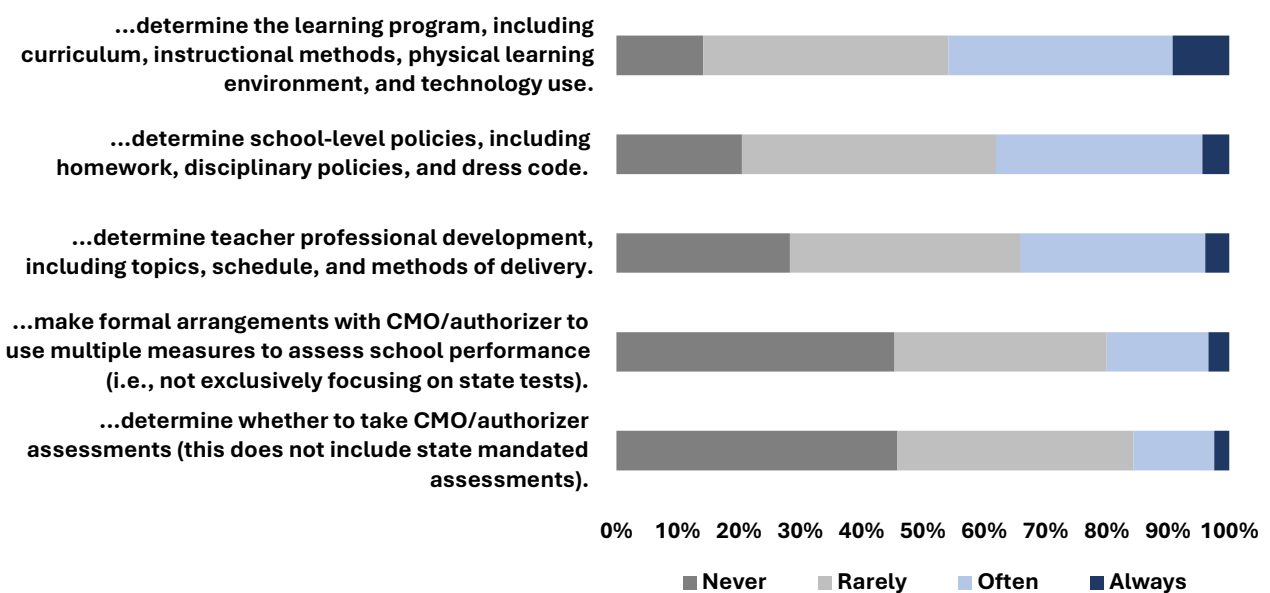 ...determine the learning program, including
curriculum, instructional methods, physical learning
environment, and technology use.
...determine school-level policies, including
homework, disciplinary policies, and dress code.
...determine teacher professional development,
including topics, schedule, and methods of delivery.
...make formal arrangements with CMO/authorizer to
use multiple measures to assess school performance
(i.e., not exclusively focusing on state tests).
...determine whether to take CMO/authorizer
assessments (this does not include state mandated
assessments).
0% 10% 20% 30% 40% 50% 60% 70% 80% 90% 100%
Never Rarely Often Always